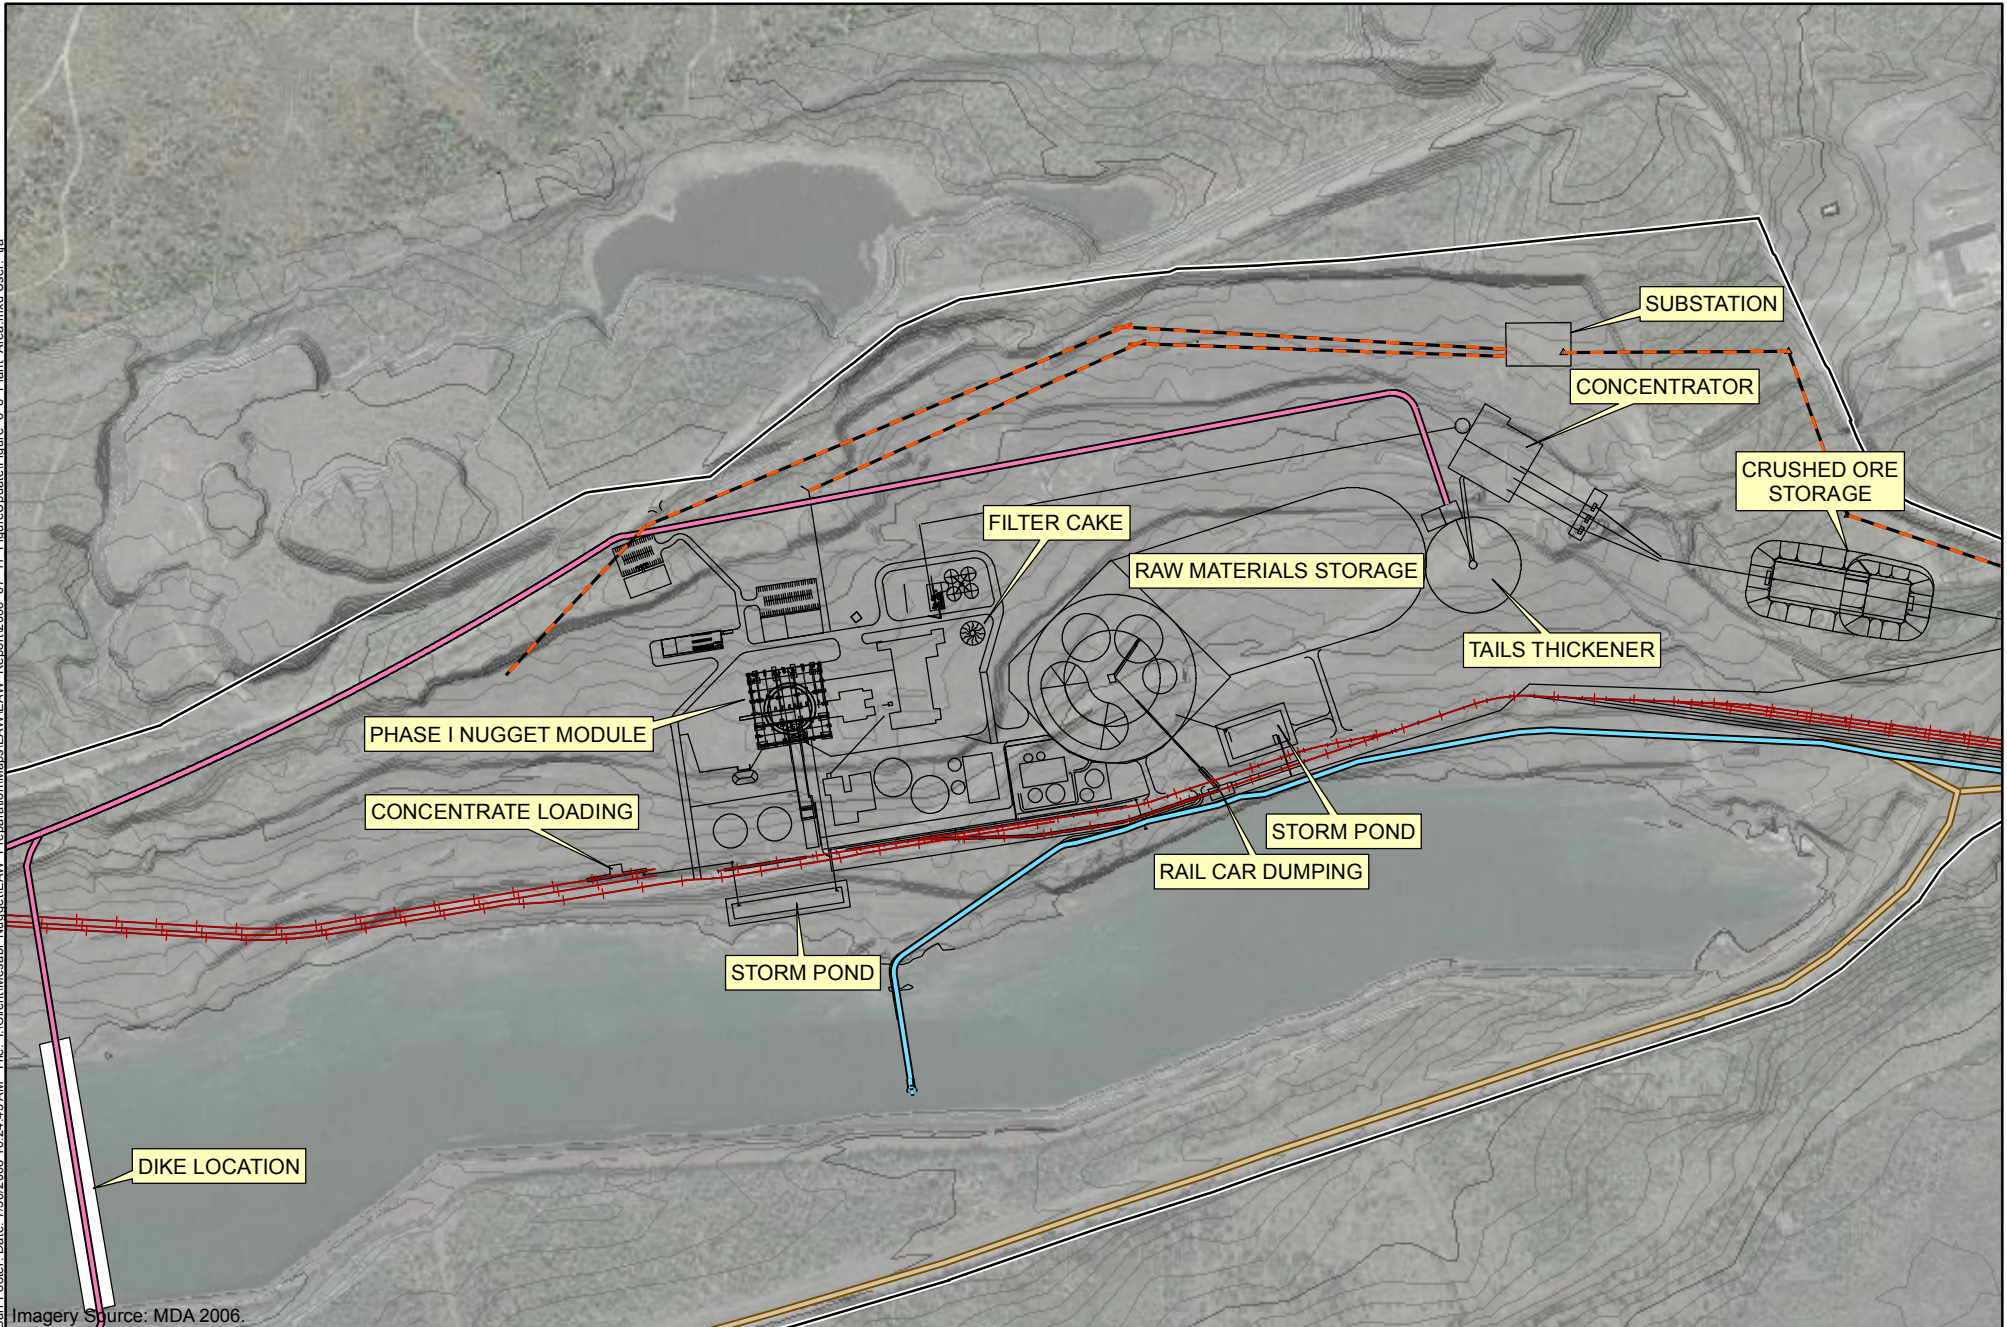 SUBSTATION
CONCENTRATOR
CRUSHED ORE
STORAGE
FILTER CAKE
RAW MATERIALS STORAGE
TAILS THICKENER
PHASE I NUGGET MODULE
CONCENTRATE LOADING
STORM POND
RAIL CAR DUMPING
STORM POND
DIKE LOCATION
Imagery Source: MDA 2006.